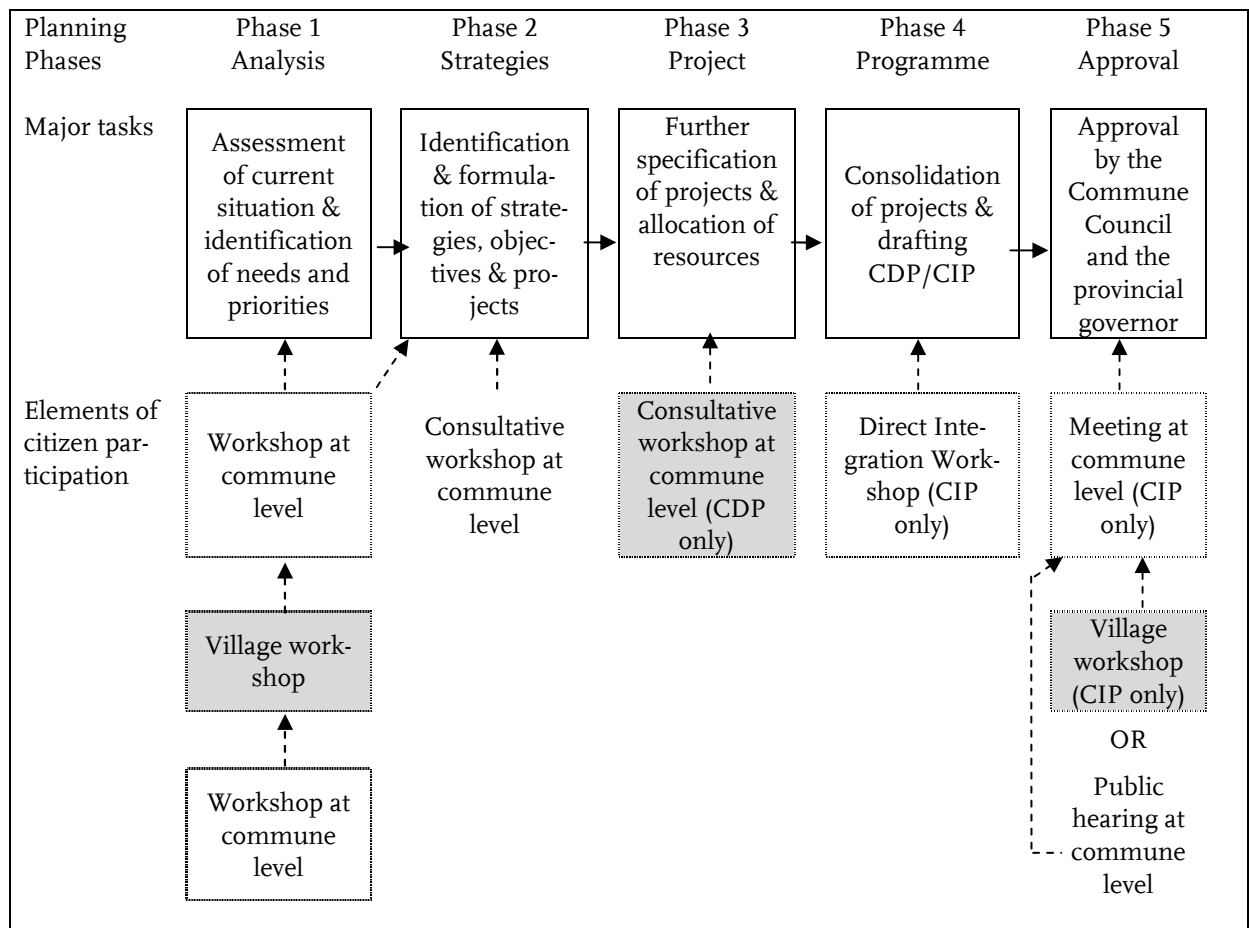 Planning
Phases
Phase 1
Analysis
Phase 2
Strategies
Phase 3
Project
Phase 4
Programme
Phase 5
Approval
Major tasks
Assessment
of current
situation &
identification
of needs and
priorities
Identification
& formula-
tion of strate-
gies, objec-
tives & pro-
jects
Further
specification
of projects &
allocation of
resources
Consolidation
of projects &
drafting
CDP/CIP
Approval
by the
Commune
Council
and the
provincial
governor
Elements of
citizen par-
ticipation
Workshop at
commune
level
Consultative
workshop at
commune
level
Consultative
workshop at
commune
level (CDP
only)
Direct Inte-
gration Work-
shop (CIP
only)
Meeting at
commune
level (CIP
only)
Village work-
shop
Village
workshop
(CIP only)
OR
Workshop at
commune
level
Public
hearing at
commune
level